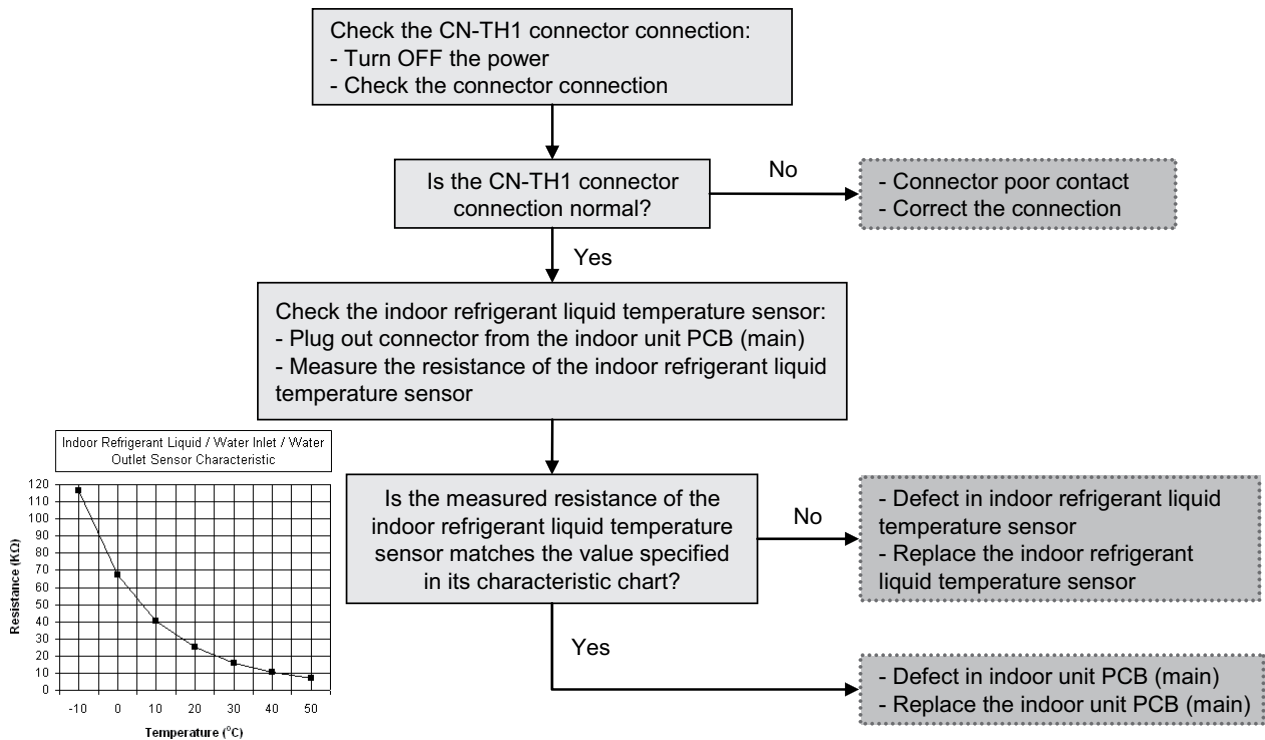 Check the CN-TH1 connector connection:
- Turn OFF the power
- Check the connector connection
Is the CN-TH1 connector
connection normal?
No
- Connector poor contact
- Correct the connection
Yes
Check the indoor refrigerant liquid temperature sensor:
- Plug out connector from the indoor unit PCB (main)
- Measure the resistance of the indoor refrigerant liquid
temperature sensor
Indoor Refrigerant Liquid / Water Inlet / Water
Outlet Sensor Characteristic
Resistance (KΩ)
120
110
100
90
80
70
60
50
40
30
20
10
0
-10 0 10 20 30 40 50
Temperature (°C)
Is the measured resistance of the
indoor refrigerant liquid temperature
sensor matches the value specified
in its characteristic chart?
No
- Defect in indoor refrigerant liquid
temperature sensor
- Replace the indoor refrigerant
liquid temperature sensor
Yes
- Defect in indoor unit PCB (main)
- Replace the indoor unit PCB (main)